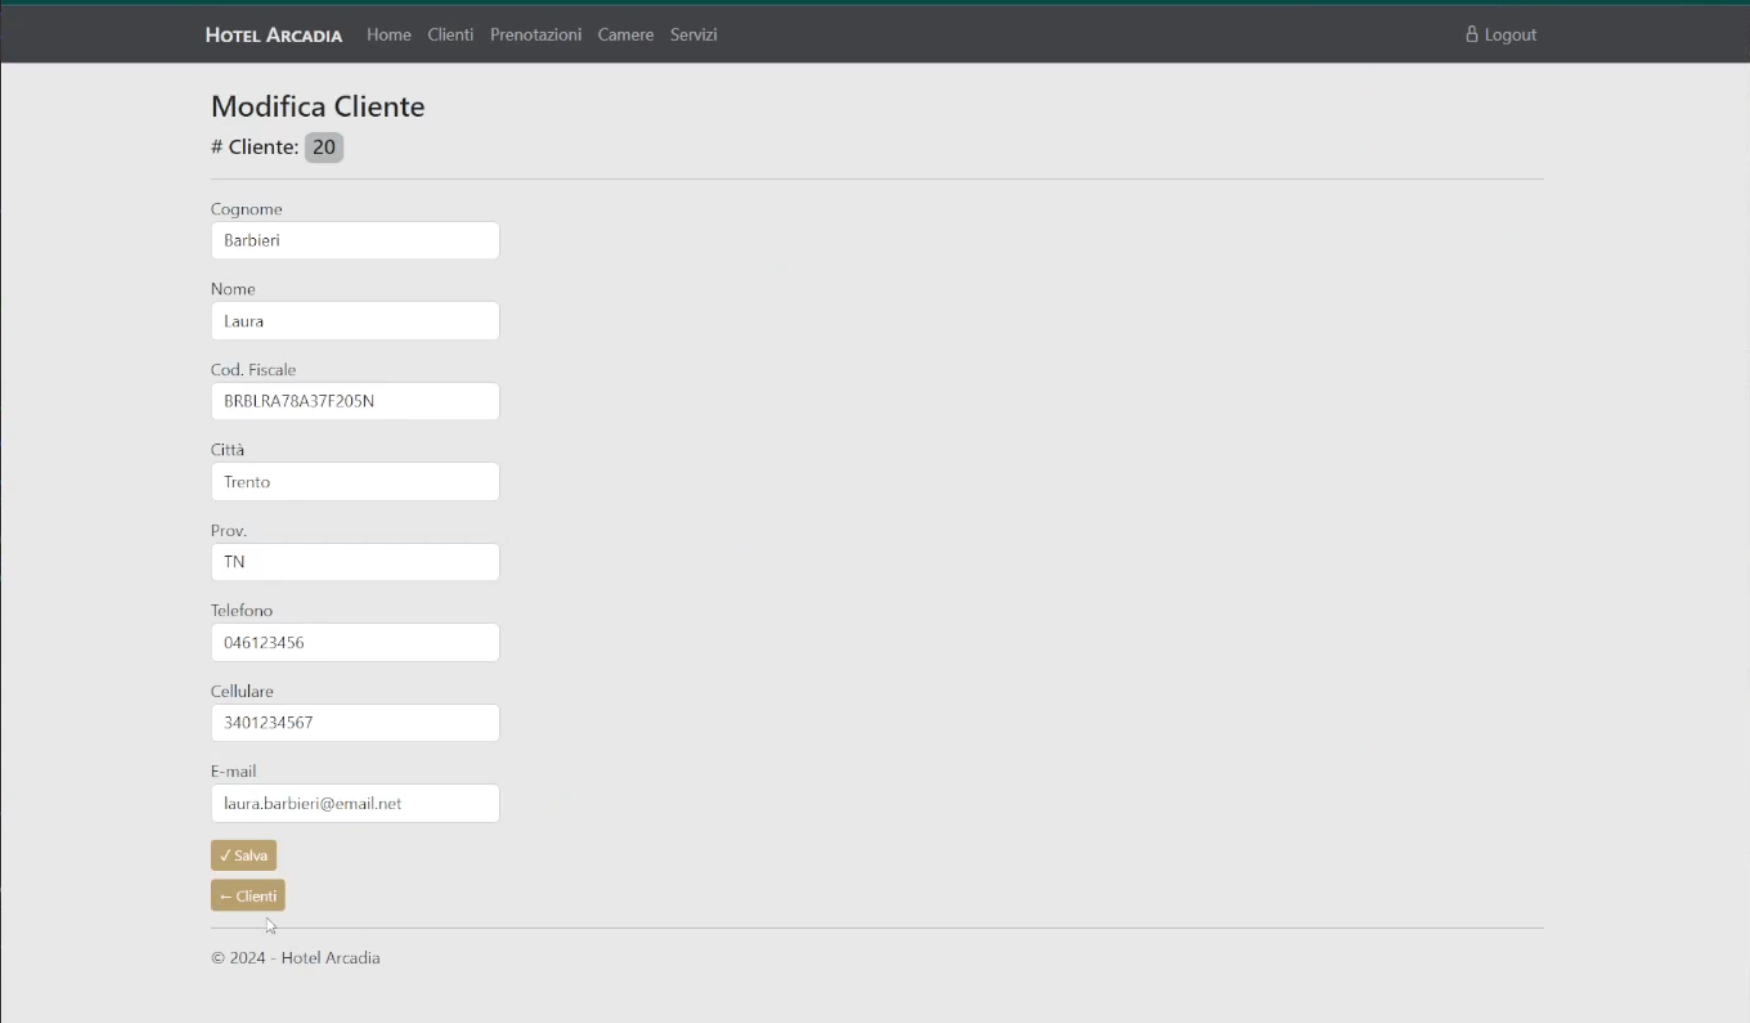 HOTEL ARCADIA Home Clienti Prenotazioni Camere Servizi Logout
Modifica Cliente
# Cliente: 20
Cognome
Barbieri
Nome
Laura
Cod. Fiscale
BRBLRA78A37F205N
Città
Trento
Prov.
TN
Telefono
046123456
Cellulare
3401234567
E-mail
laura.barbieri@email.net
✓ Salva
← Clienti
© 2024 - Hotel Arcadia